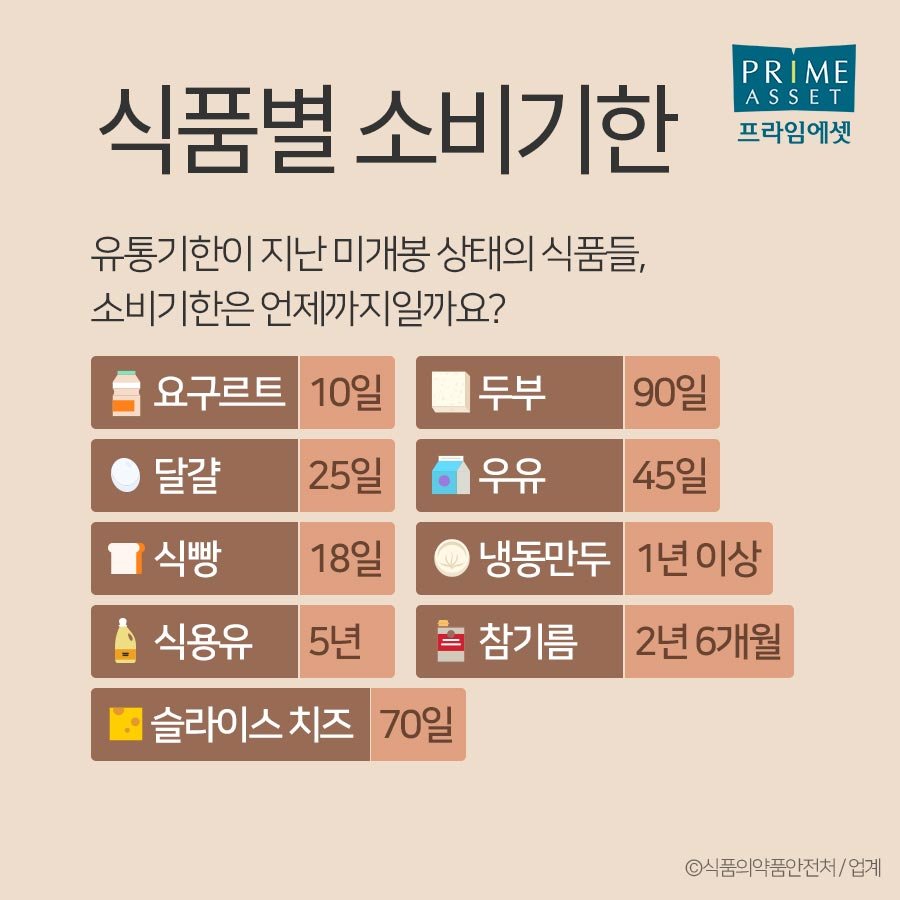 PRIME
ASSET
프라임에셋
식품별 소비기한
유통기한이 지난 미개봉 상태의 식품들,
소비기한은 언제까지일까요?
요구르트 10일 두부 90일
달걀 25일 우유 45일
식빵 18일 냉동만두 1년 이상
식용유 5년 참기름 2년 6개월
슬라이스 치즈 70일
©식품의약품안전처 / 업계